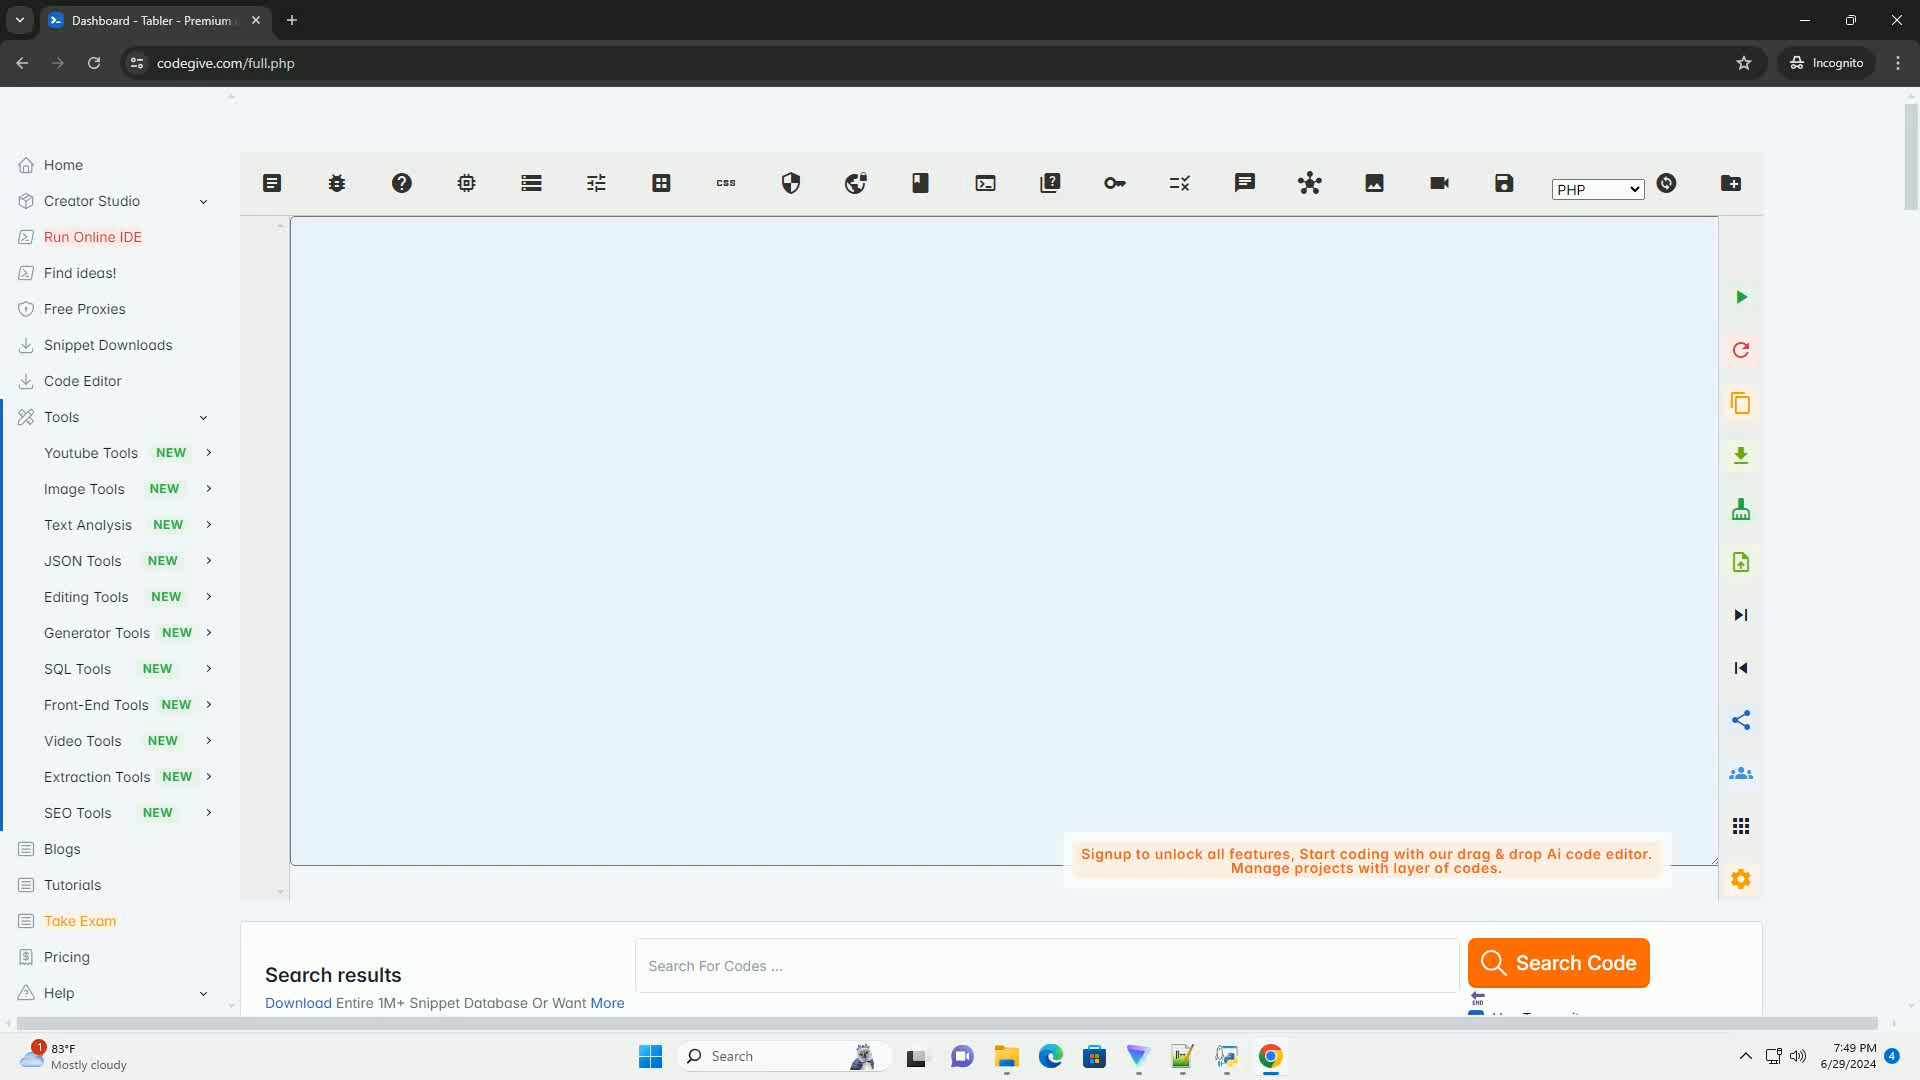 Dashboard - Tabler - Premium
codegive.com/full.php
Incognito
Home
Creator Studio
Run Online IDE
Find ideas!
Free Proxies
Snippet Downloads
Code Editor
Tools
Youtube Tools NEW
Image Tools NEW
Text Analysis NEW
JSON Tools NEW
Editing Tools NEW
Generator Tools NEW
SQL Tools NEW
Front-End Tools NEW
Video Tools NEW
Extraction Tools NEW
SEO Tools NEW
Blogs
Tutorials
Take Exam
Pricing
Help
CSS
PHP
Signup to unlock all features, Start coding with our drag & drop Ai code editor.
Manage projects with layer of codes.
Search results
Download Entire 1M+ Snippet Database Or Want More
Search For Codes ...
Search Code
END
1
83°F
Mostly cloudy
Search
7:49 PM
6/29/2024
4